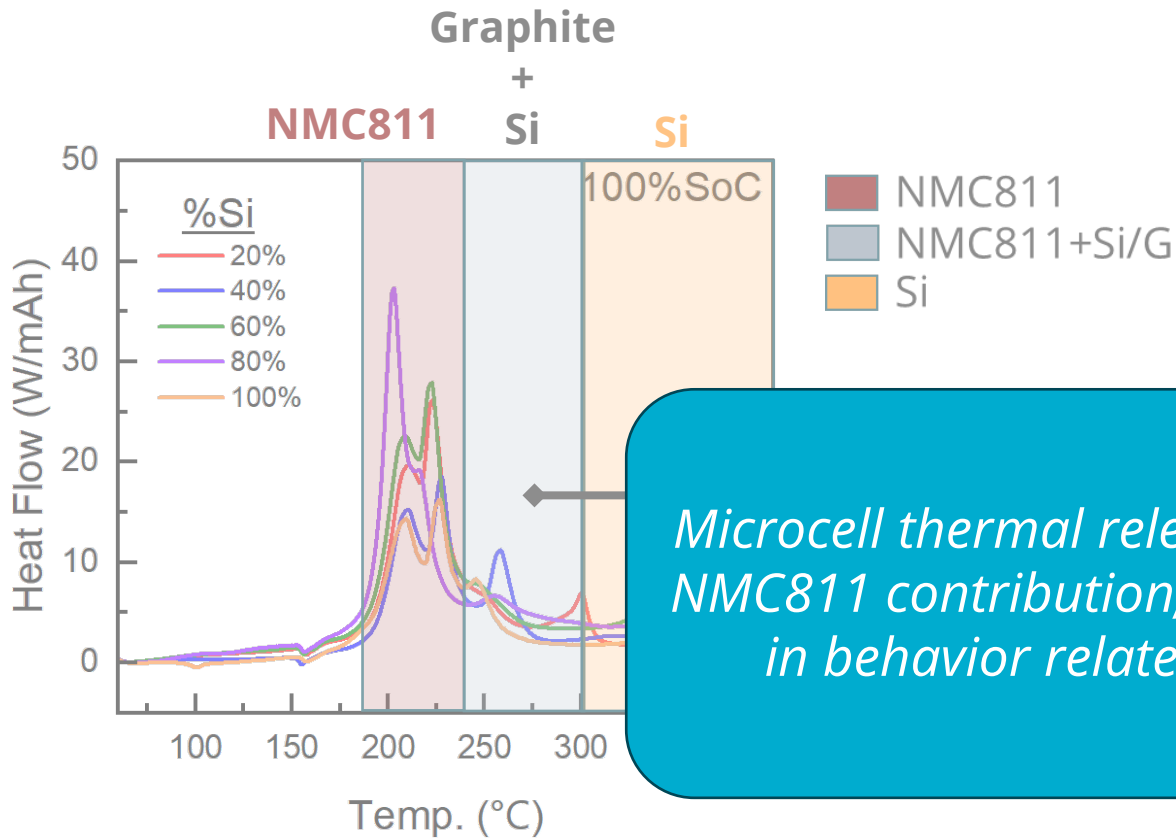 Graphite
+
Si
NMC811
Si
50
40
30
20
10
0
Heat Flow (W/mAh)
100%SoC
%Si
20%
40%
60%
80%
100%
NMC811
NMC811+Si/G
Si
Microcell thermal rele
NMC811 contribution
in behavior relate
100
150
200
250
300
Temp. (°C)